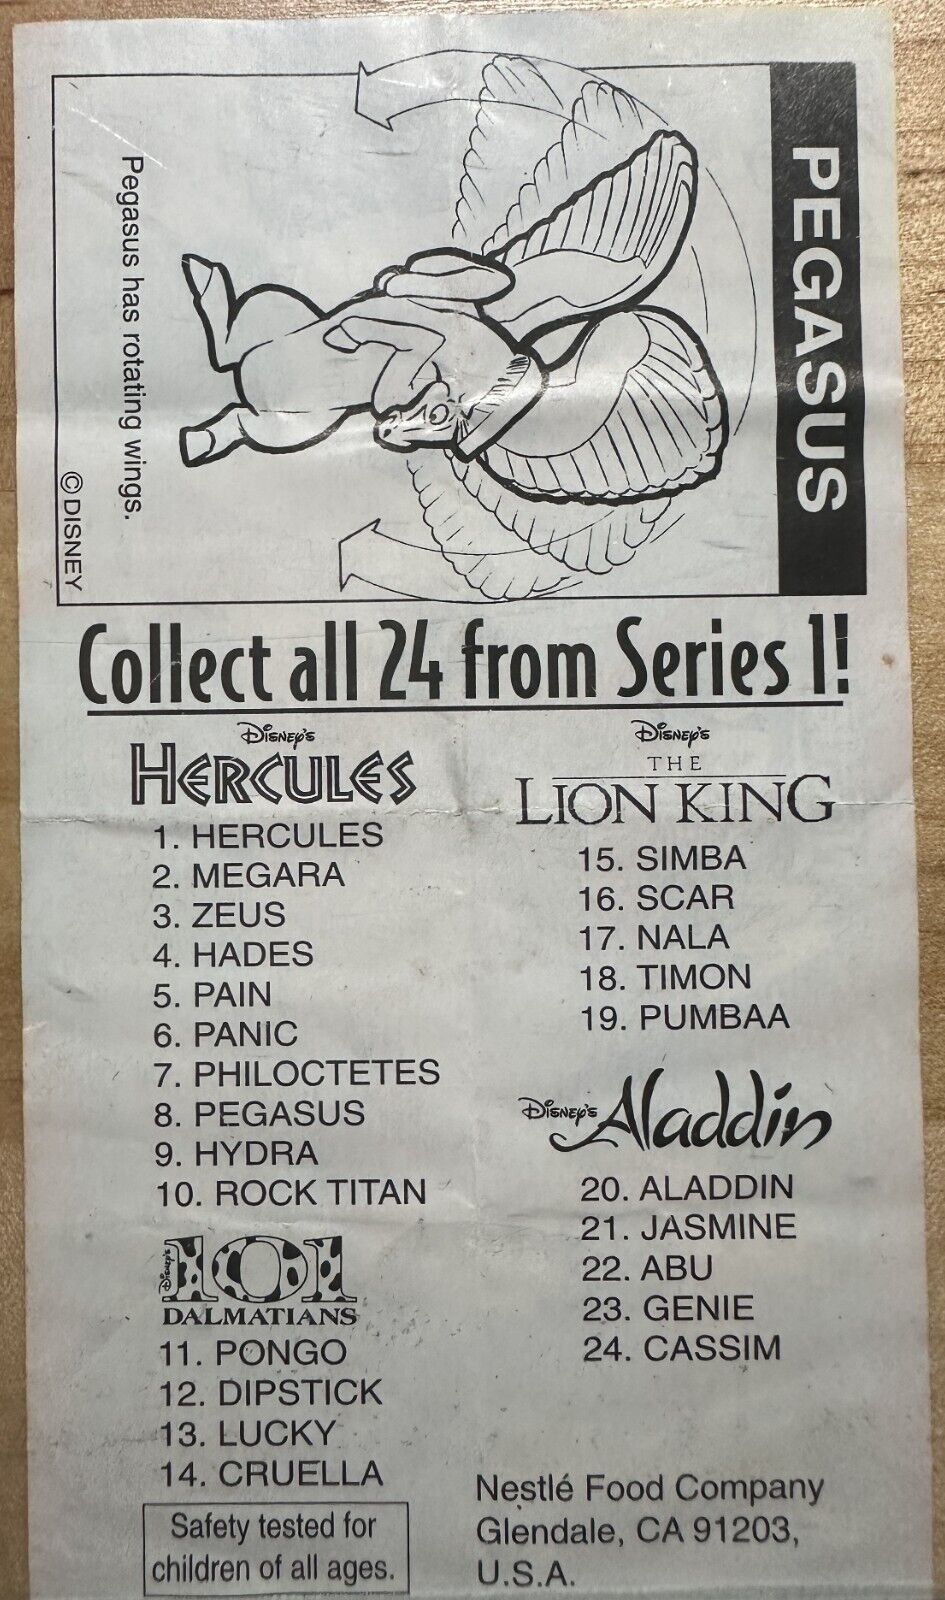 PEGASUS
Pegasus has rotating wings.
© DISNEY
Collect all 24 from Series 1!
DISNEY'S
HERCULES
1. HERCULES
2. MEGARA
3. ZEUS
4. HADES
5. PAIN
6. PANIC
7. PHILOCTETES
8. PEGASUS
9. HYDRA
10. ROCK TITAN
DISNEY'S
101
DALMATIANS
11. PONGO
12. DIPSTICK
13. LUCKY
14. CRUELLA
Safety tested for
children of all ages.
DISNEY'S
THE
LION KING
15. SIMBA
16. SCAR
17. NALA
18. TIMON
19. PUMBAA
DISNEY'S Aladdin
20. ALADDIN
21. JASMINE
22. ABU
23. GENIE
24. CASSIM
Nestlé Food Company
Glendale, CA 91203,
U.S.A.